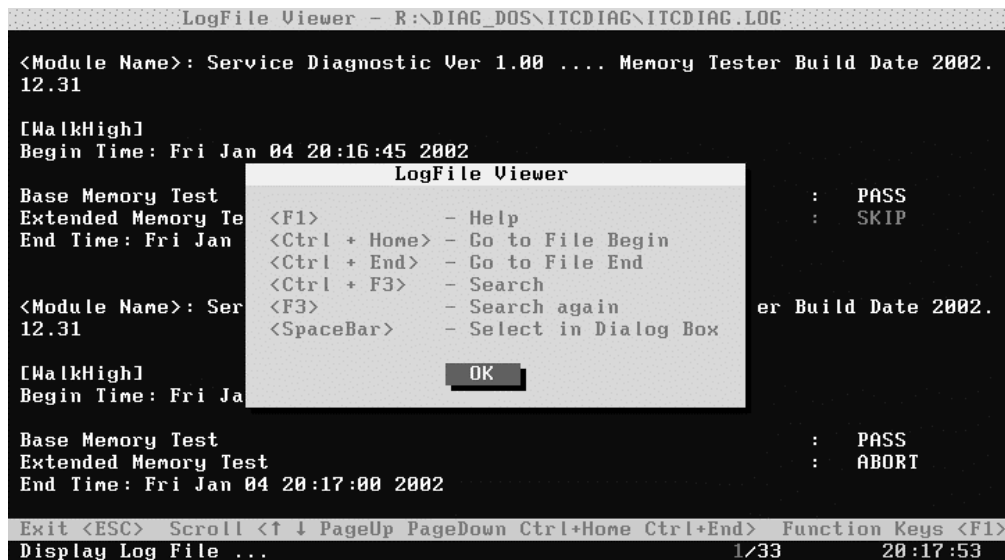 LogFile Viewer - R:\DIAG_DOS\ITCDIAG\ITCDIAG.LOG
<Module Name>: Service Diagnostic Ver 1.00 .... Memory Tester Build Date 2002.
12.31
[WalkHigh]
Begin Time: Fri Jan 04 20:16:45 2002
Base Memory Test : PASS
Extended Memory Te : SKIP
End Time: Fri Jan
<Module Name>: Ser er Build Date 2002.
12.31
[WalkHigh]
Begin Time: Fri Ja
Base Memory Test : PASS
Extended Memory Test : ABORT
End Time: Fri Jan 04 20:17:00 2002
LogFile Viewer
<F1> - Help
<Ctrl + Home> - Go to File Begin
<Ctrl + End> - Go to File End
<Ctrl + F3> - Search
<F3> - Search again
<SpaceBar> - Select in Dialog Box
OK
Exit <ESC> Scroll <↑ ↓ PageUp PageDown Ctrl+Home Ctrl+End> Function Keys <F1>
Display Log File ... 1/33 20:17:53